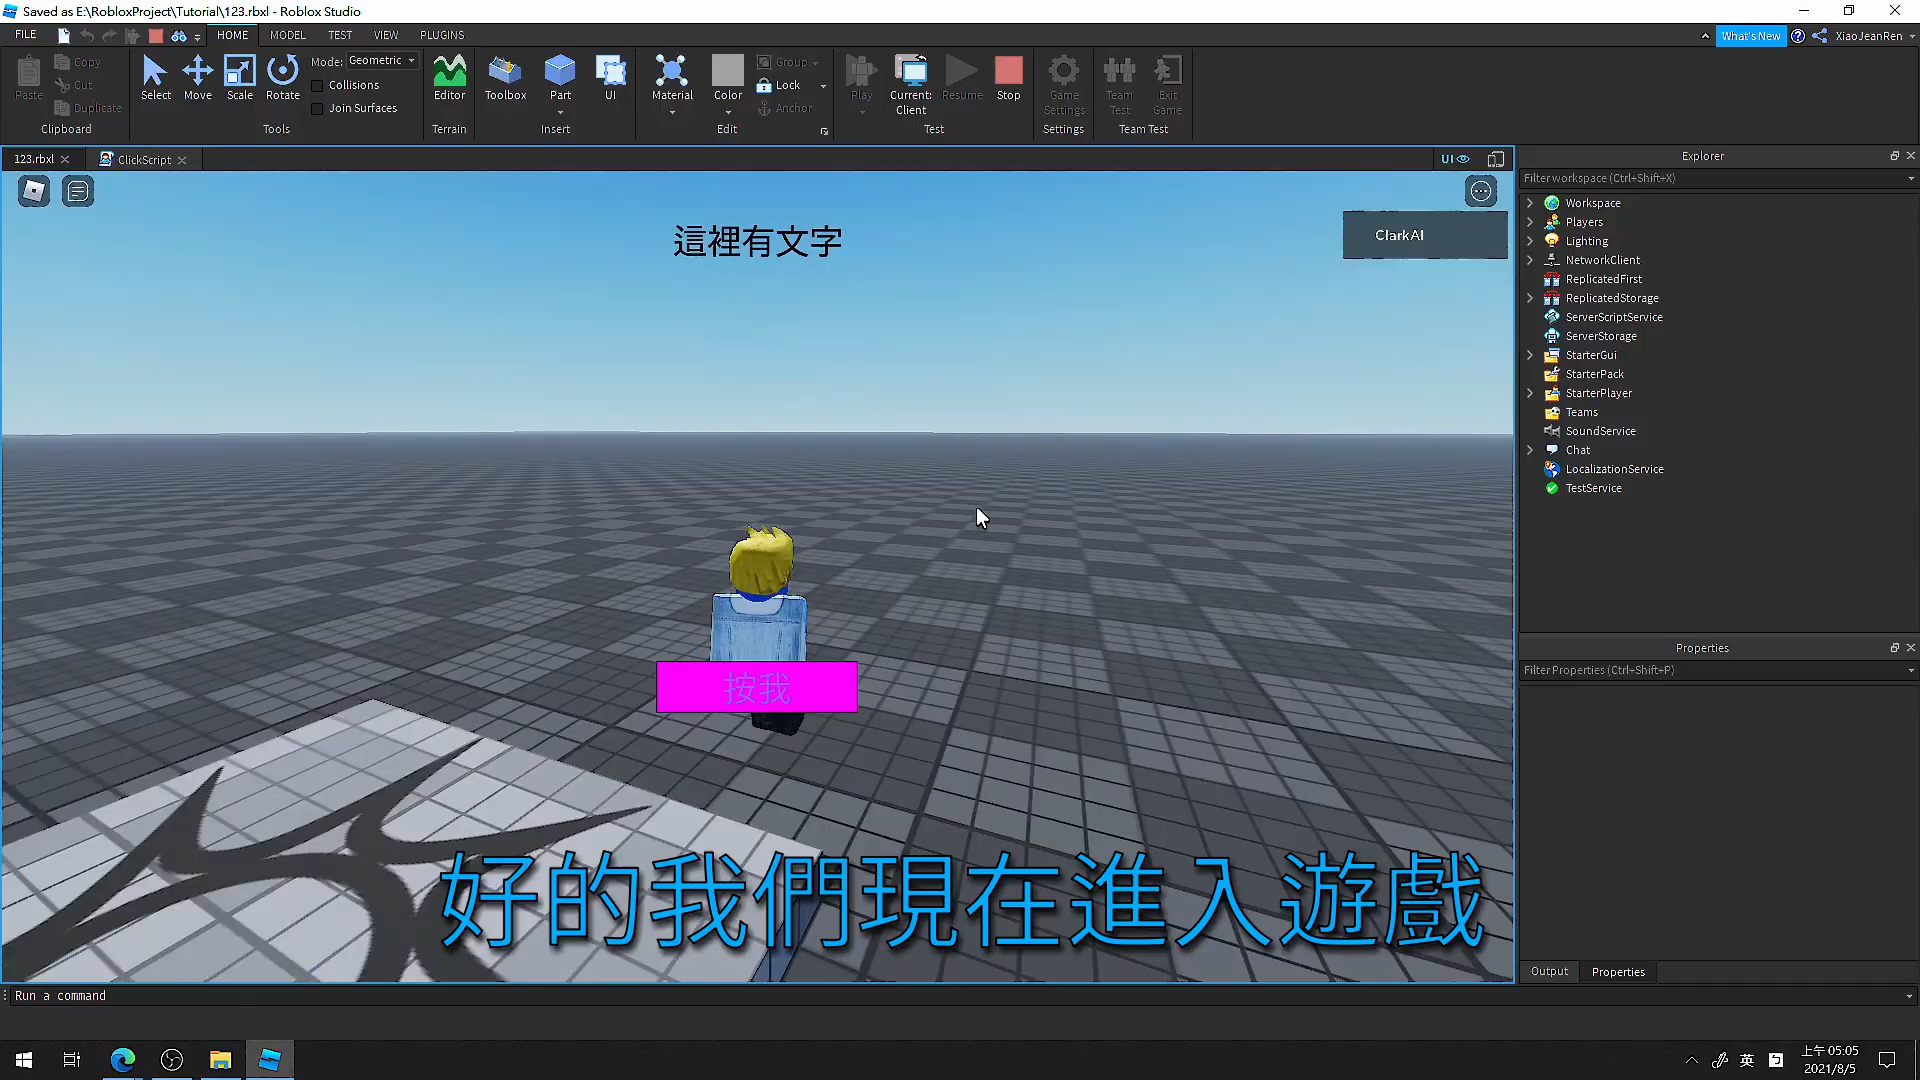 Saved as E:\RobloxProject\Tutorial\123.rbxl - Roblox Studio
FILE HOME MODEL TEST VIEW PLUGINS What's New XiaoJeanRen
Paste Copy Cut Duplicate
Clipboard
Select Move Scale Rotate
Mode: Geometric
Collisions
Join Surfaces
Tools
Editor
Terrain
Toolbox Part UI
Insert
Material Color Group Lock Anchor
Edit
Play Current: Client Resume Stop
Test
Game Settings
Settings
Team Test Exit Game
Team Test
123.rbxl ClickScript UI
這裡有文字
ClarkAI
按我
好的我們現在進入遊戲
Explorer
Filter workspace (Ctrl+Shift+X)
Workspace
Players
Lighting
NetworkClient
ReplicatedFirst
ReplicatedStorage
ServerScriptService
ServerStorage
StarterGui
StarterPack
StarterPlayer
Teams
SoundService
Chat
LocalizationService
TestService
Properties
Filter Properties (Ctrl+Shift+P)
Output Properties
Run a command
英 上午 05:05
2021/8/5